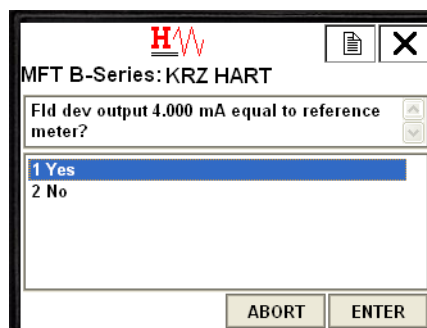 H
MFT B-Series: KRZ HART
Fld dev output 4.000 mA equal to reference
meter?
1 Yes
2 No
ABORT ENTER